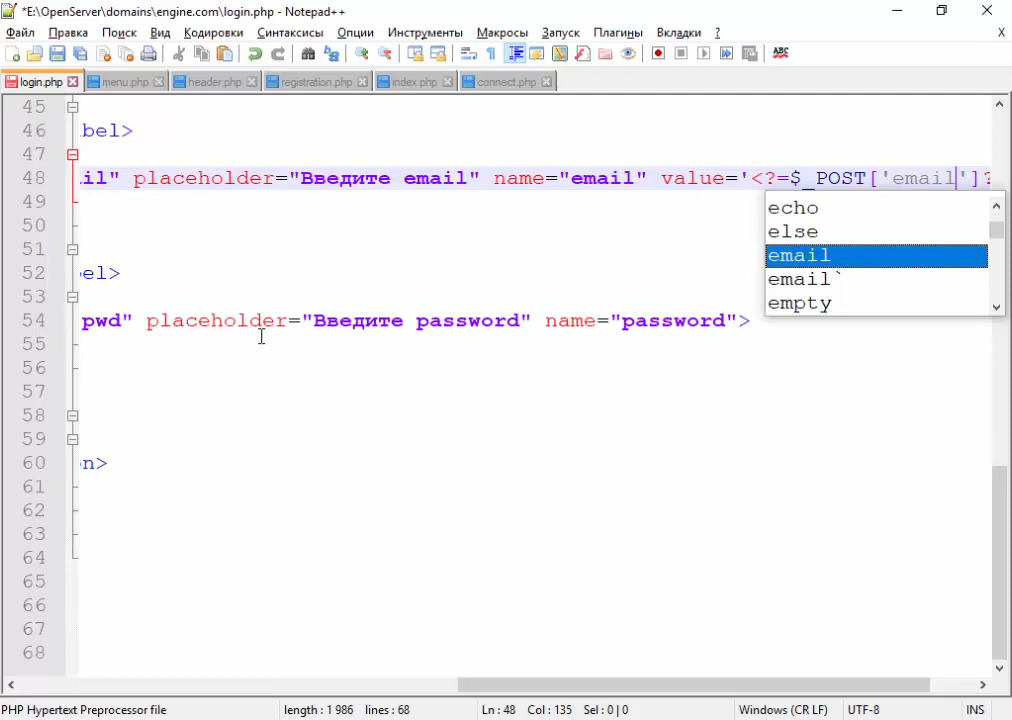 *E:\OpenServer\domains\engine.com\login.php - Notepad++
Файл Правка Поиск Вид Кодировки Синтаксисы Опции Инструменты Макросы Запуск Плагины Вкладки ? X
ABC
login.php menu.php header.php registration.php index.php connect.php
45
46 bel>
47
48 il" placeholder="Введите email" name="email" value='<?=$_POST['email']?
49
echo
50
else
51
email
52 el>
email`
53
empty
54 pwd" placeholder="Введите password" name="password">
55
56
57
58
59
60 n>
61
62
63
64
65
66
67
68
PHP Hypertext Preprocessor file length : 1 986 lines : 68 Ln : 48 Col : 135 Sel : 0 | 0 Windows (CR LF) UTF-8 INS